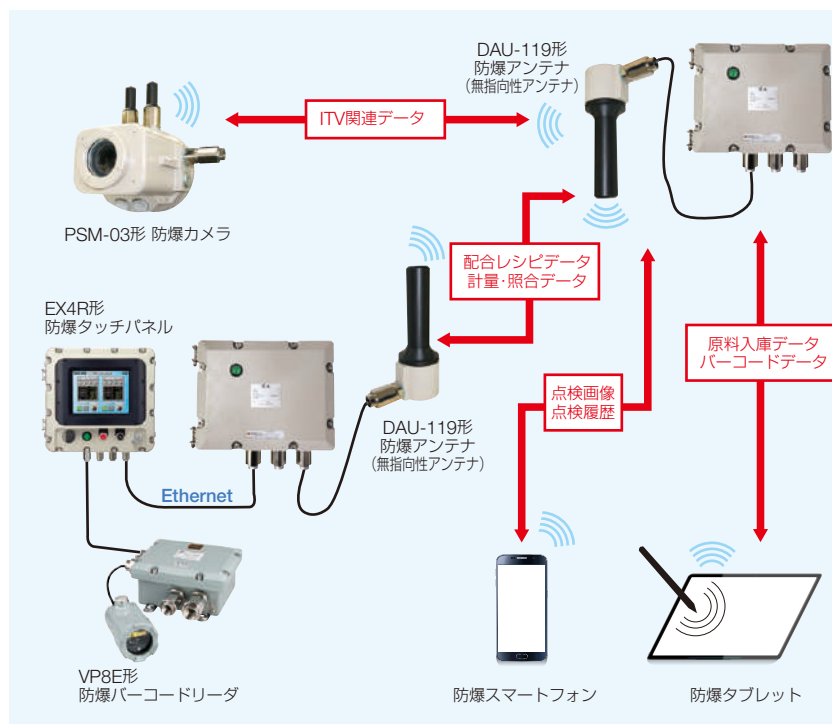 DAU-119形
防爆アンテナ
(無指向性アンテナ)
ITV関連データ
PSM-03形 防爆カメラ
配合レシピデータ
計量・照合データ
EX4R形
防爆タッチパネル
原料入庫データ
バーコードデータ
点検画像
点検履歴
DAU-119形
防爆アンテナ
(無指向性アンテナ)
Ethernet
VP8E形
防爆バーコードリーダ
防爆スマートフォン
防爆タブレット